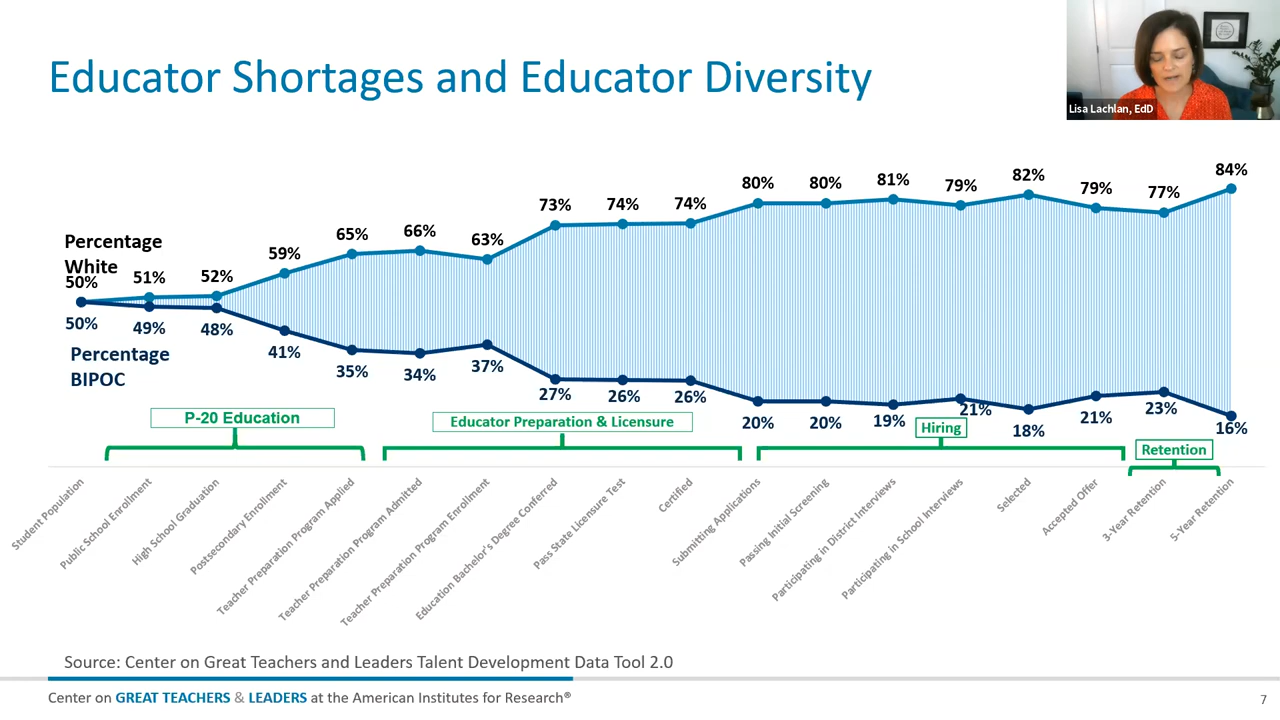 Educator Shortages and Educator Diversity
Lisa Lachlan, EdD
Percentage
White
50%
51%
52%
59%
65%
66%
63%
73%
74%
74%
80%
80%
81%
79%
82%
79%
77%
84%
50%
49%
48%
41%
35%
34%
37%
27%
26%
26%
20%
20%
19%
21%
18%
21%
23%
16%
Percentage
BIPOC
P-20 Education
Educator Preparation & Licensure
Hiring
Retention
Student Population
Public School Enrollment
High School Graduation
Postsecondary Enrollment
Teacher Preparation Program Applied
Teacher Preparation Program Admitted
Teacher Preparation Program Enrollment
Education Bachelor's Degree Conferred
Pass State Licensure Test
Certified
Submitting Applications
Passing Initial Screening
Participating in District Interviews
Participating in School Interviews
Selected
Accepted Offer
3-Year Retention
5-Year Retention
Source: Center on Great Teachers and Leaders Talent Development Data Tool 2.0
Center on GREAT TEACHERS & LEADERS at the American Institutes for Research®
7